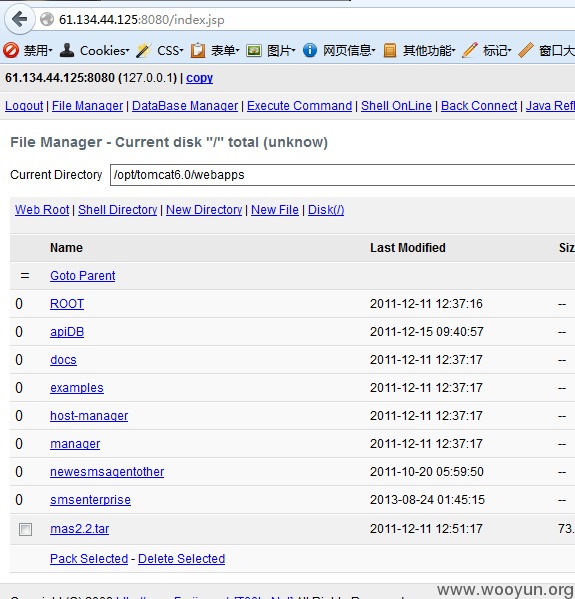 61.134.44.125:8080/index.jsp
禁用 Cookies CSS 表单 图片 网页信息 其他功能 标记 窗口大
61.134.44.125:8080 (127.0.0.1) | copy
Logout | File Manager | DataBase Manager | Execute Command | Shell OnLine | Back Connect | Java Refl
File Manager - Current disk "/" total (unknow)
Current Directory /opt/tomcat6.0/webapps
Web Root | Shell Directory | New Directory | New File | Disk(/)
Name Last Modified Siz
= Goto Parent
0 ROOT 2011-12-11 12:37:16 --
0 apiDB 2011-12-15 09:40:57 --
0 docs 2011-12-11 12:37:17 --
0 examples 2011-12-11 12:37:17 --
0 host-manager 2011-12-11 12:37:17 --
0 manager 2011-12-11 12:37:17 --
0 newesmsagentother 2011-10-20 05:59:50 --
0 smsenterprise 2013-08-24 01:45:15 --
mas2.2.tar 2011-12-11 12:51:17 73.
Pack Selected - Delete Selected
www.wooyun.org